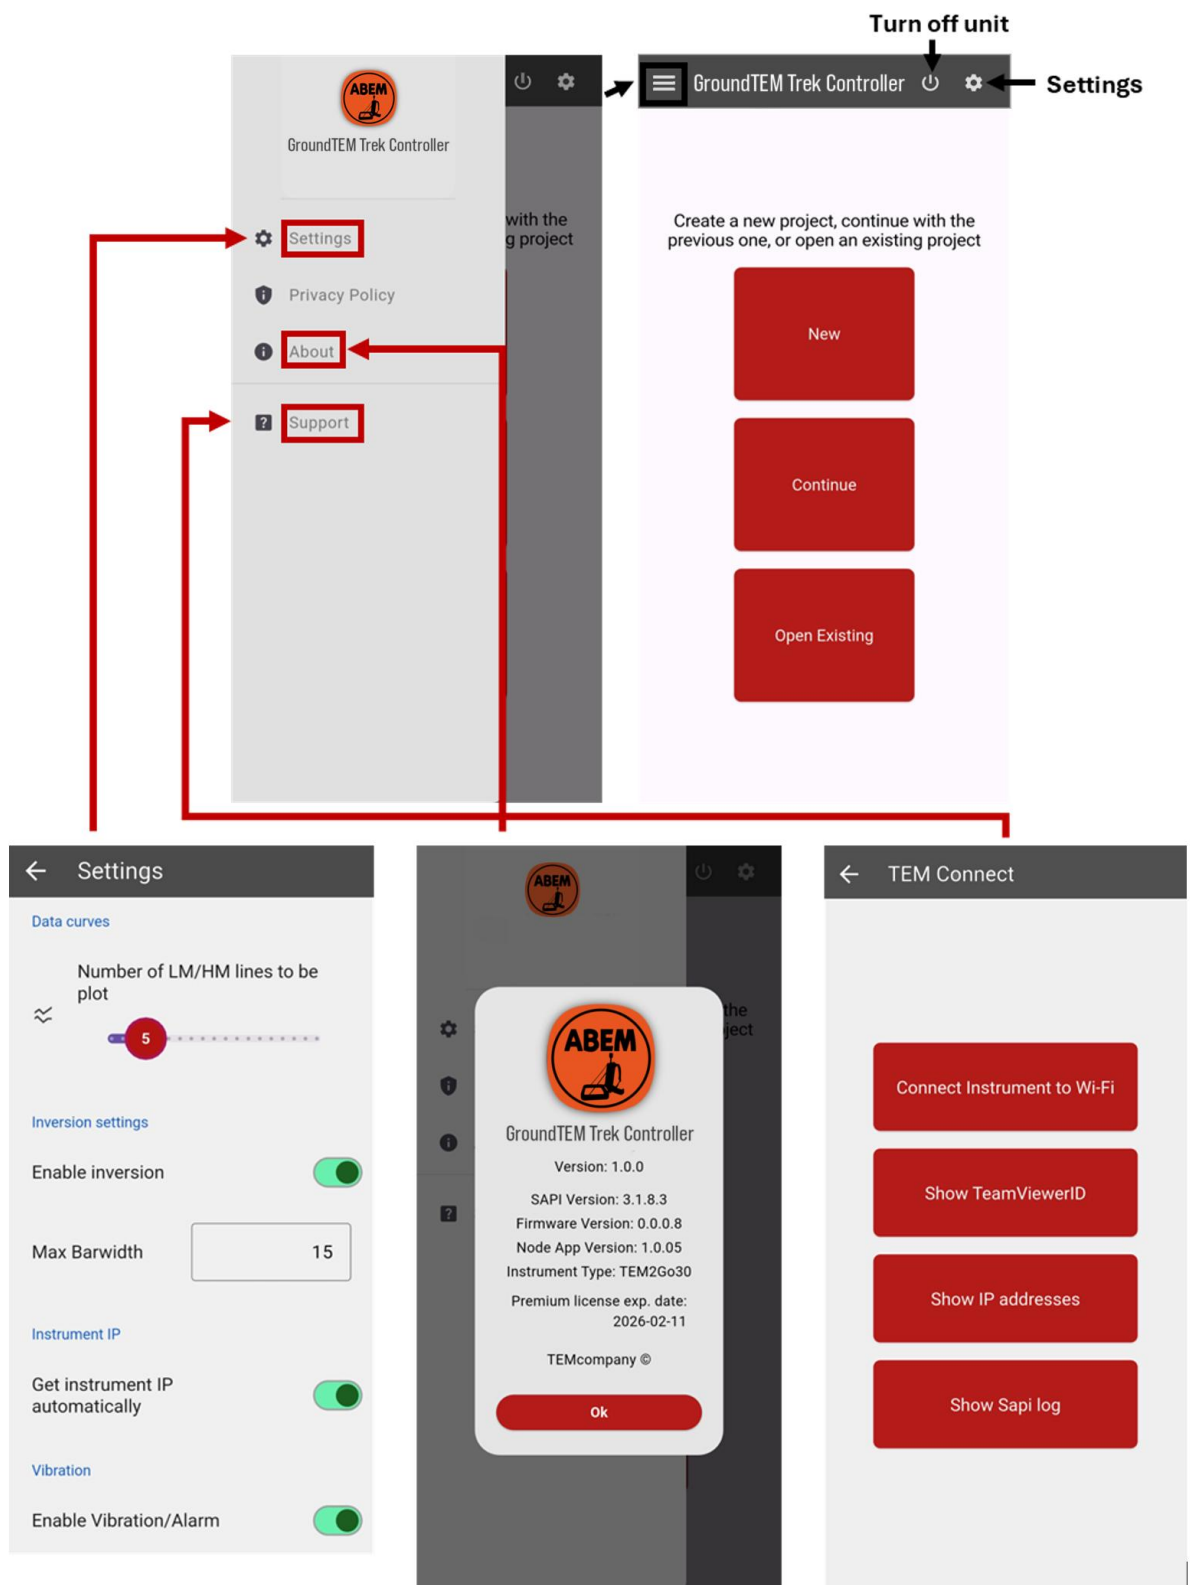 Turn off unit
ABEM
GroundTEM Trek Controller
GroundTEM Trek Controller
Settings
with the
g project
Settings
Privacy Policy
About
Support
Create a new project, continue with the
previous one, or open an existing project
New
Continue
Open Existing
Settings
Data curves
Number of LM/HM lines to be
plot
5
Inversion settings
Enable inversion
Max Barwidth
15
Instrument IP
Get instrument IP
automatically
Vibration
Enable Vibration/Alarm
ABEM
the
ject
ABEM
GroundTEM Trek Controller
Version: 1.0.0
SAPI Version: 3.1.8.3
Firmware Version: 0.0.0.8
Node App Version: 1.0.05
Instrument Type: TEM2Go30
Premium license exp. date:
2026-02-11
TEMcompany ©
Ok
TEM Connect
Connect Instrument to Wi-Fi
Show TeamViewerID
Show IP addresses
Show Sapi log